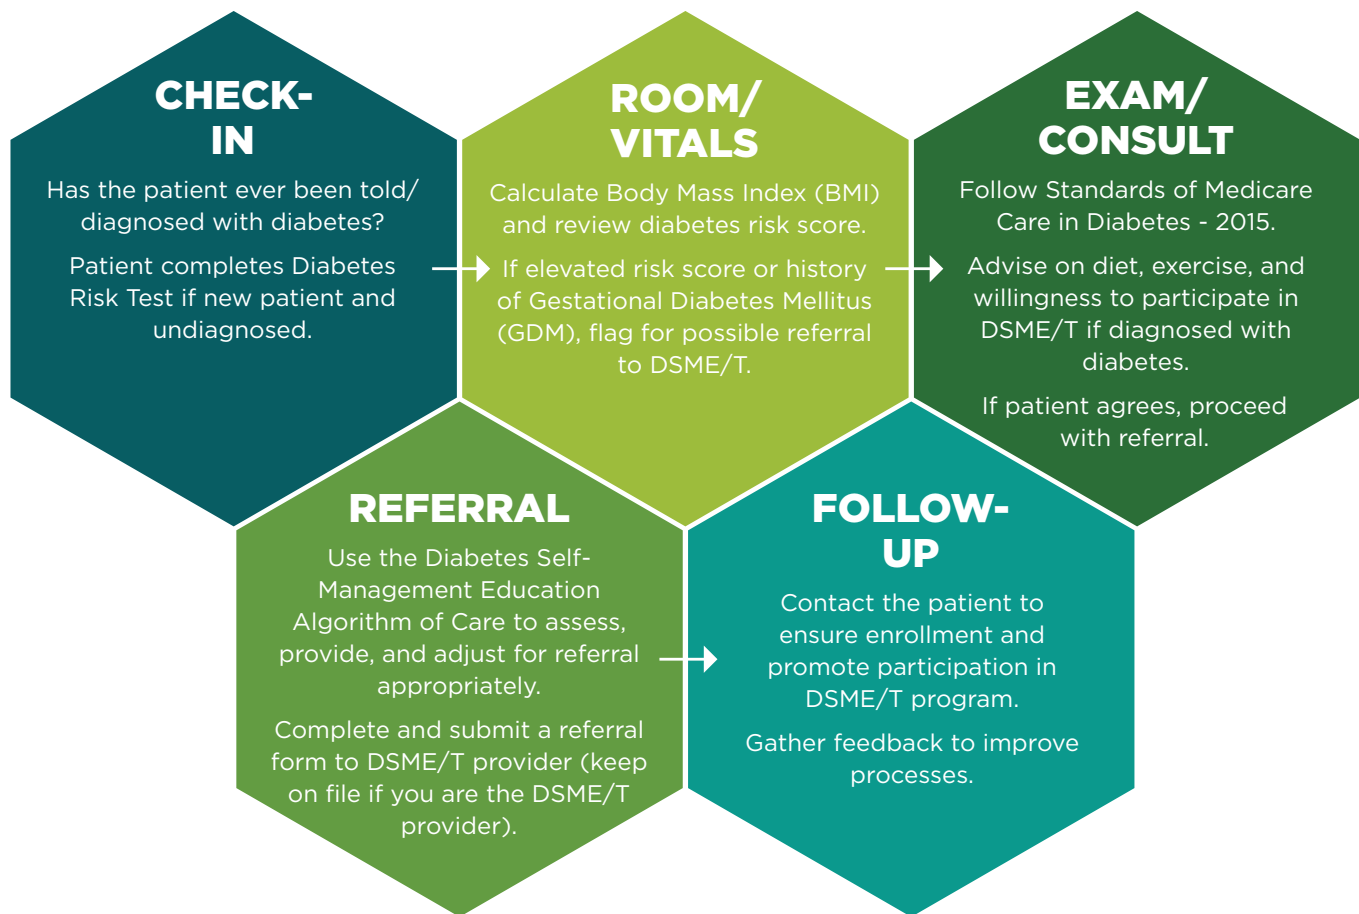 CHECK-
IN
Has the patient ever been told/
diagnosed with diabetes?
Patient completes Diabetes
Risk Test if new patient and
undiagnosed.
ROOM/
VITALS
Calculate Body Mass Index (BMI)
and review diabetes risk score.
If elevated risk score or history
of Gestational Diabetes Mellitus
(GDM), flag for possible referral
to DSME/T.
EXAM/
CONSULT
Follow Standards of Medicare
Care in Diabetes - 2015.
Advise on diet, exercise, and
willingness to participate in
DSME/T if diagnosed with
diabetes.
If patient agrees, proceed
with referral.
REFERRAL
Use the Diabetes Self-
Management Education
Algorithm of Care to assess,
provide, and adjust for referral
appropriately.
Complete and submit a referral
form to DSME/T provider (keep
on file if you are the DSME/T
provider).
FOLLOW-
UP
Contact the patient to
ensure enrollment and
promote participation in
DSME/T program.
Gather feedback to improve
processes.